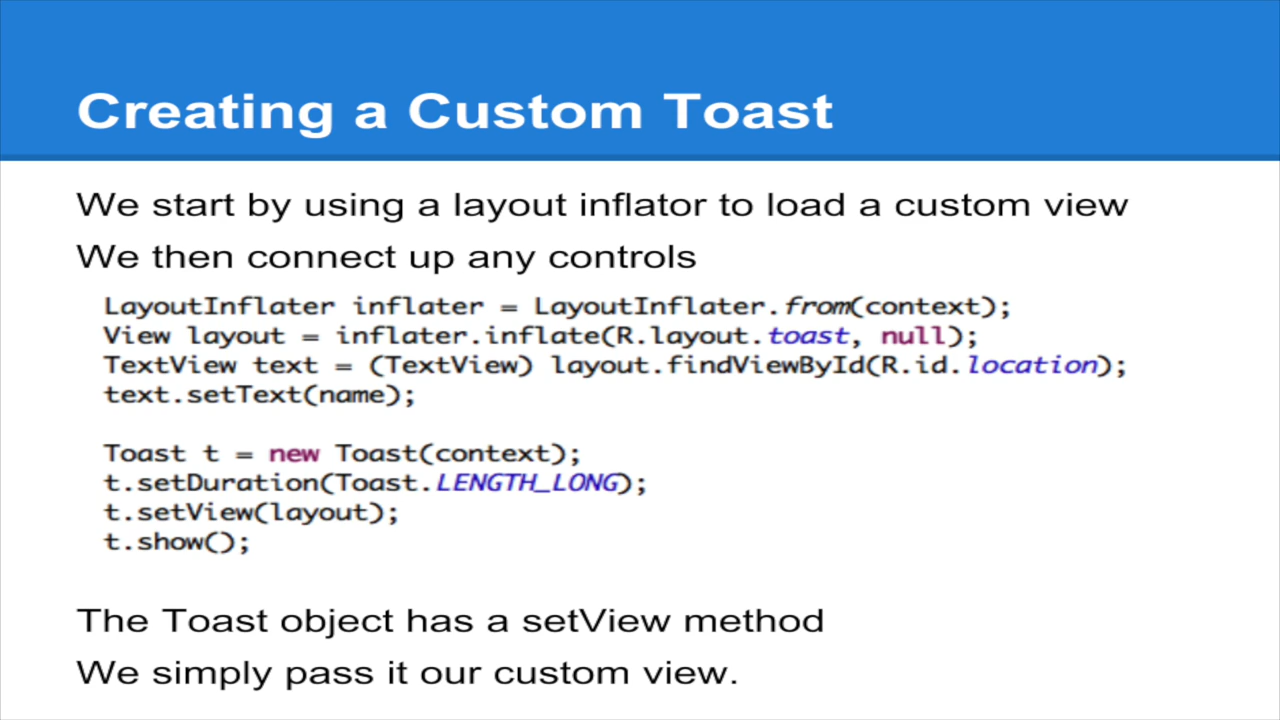 Creating a Custom Toast
We start by using a layout inflator to load a custom view
We then connect up any controls
LayoutInflater inflater = LayoutInflater.from(context);
View layout = inflater.inflate(R.layout.toast, null);
TextView text = (TextView) layout.findViewById(R.id.location);
text.setText(name);
Toast t = new Toast(context);
t.setDuration(Toast.LENGTH_LONG);
t.setView(layout);
t.show();
The Toast object has a setView method
We simply pass it our custom view.